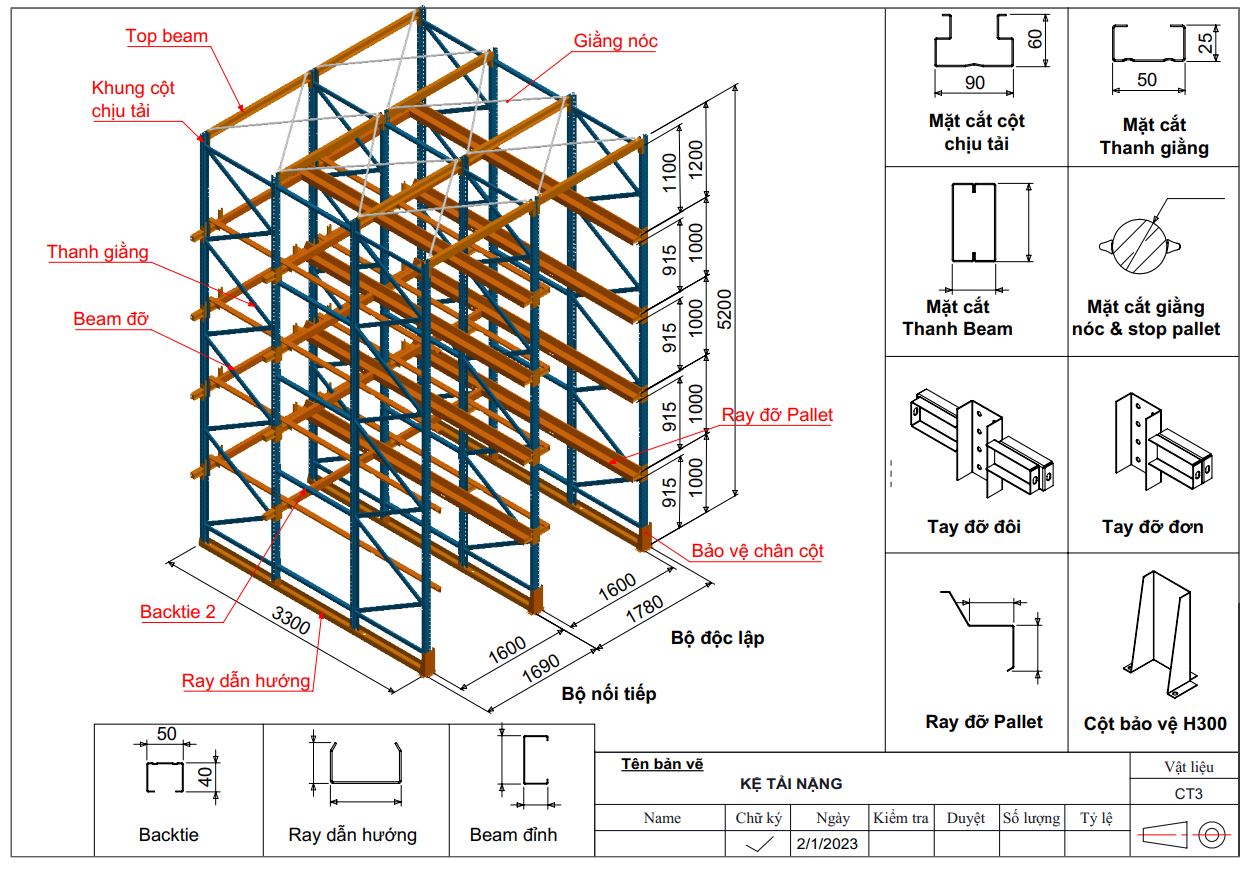 Top beam
Giằng nóc
Khung cột
chịu tải
Thanh giằng
Beam đỡ
Backtie 2
Ray dẫn hướng
Ray đỡ Pallet
Bảo vệ chân cột
1100
1200
915
1000
915
1000
915
1000
915
1000
5200
3300
1600
1780
1600
1690
Bộ độc lập
Bộ nối tiếp
60
90
Mặt cắt cột
chịu tải
25
50
Mặt cắt
Thanh giằng
Mặt cắt
Thanh Beam
Mặt cắt giằng
nóc & stop pallet
Tay đỡ đôi
Tay đỡ đơn
Ray đỡ Pallet
Cột bảo vệ H300
50
40
Backtie
Ray dẫn hướng
Beam đỉnh
Tên bản vẽ
KỆ TẢI NẶNG
Vật liệu
CT3
Name
Chữ ký
Ngày
Kiểm tra
Duyệt
Số lượng
Tỷ lệ
2/1/2023